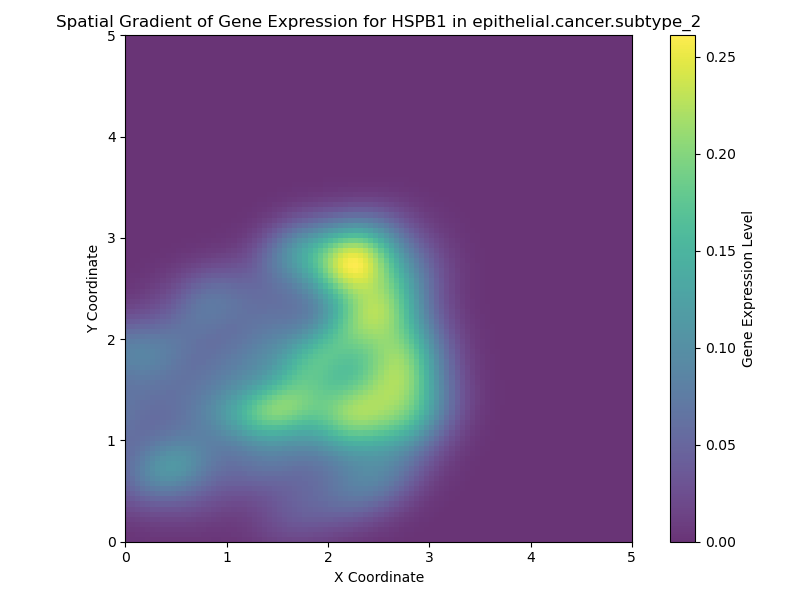 Spatial Gradient of Gene Expression for HSPB1 in epithelial.cancer.subtype_2
5
4
3
2
1
0
0 1 2 3 4 5
X Coordinate
Y Coordinate
0.25
0.20
0.15
0.10
0.05
0.00
Gene Expression Level